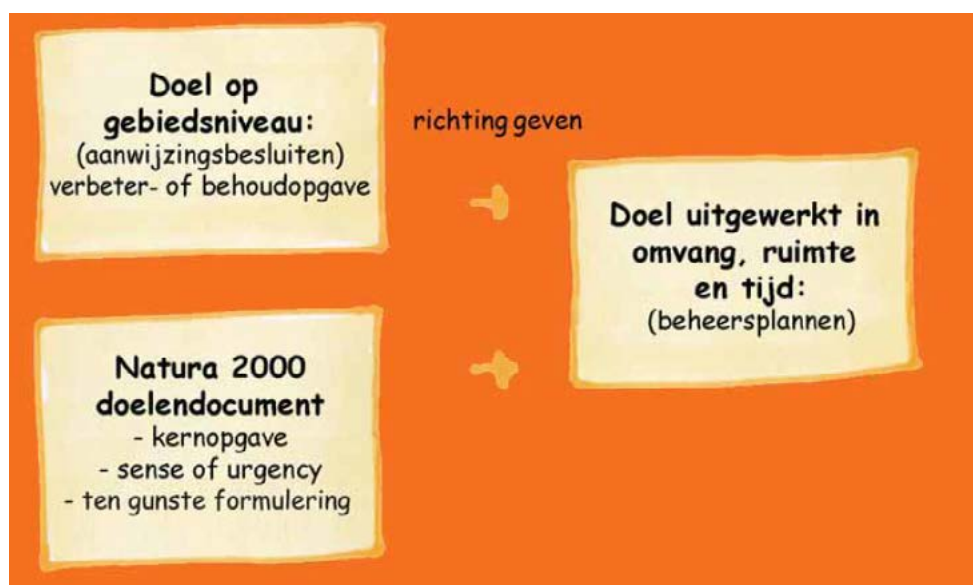 Doel op
gebiedsniveau:
(aanwijzingsbesluiten)
verbeter- of behoudopgave
richting geven
Doel uitgewerkt in
omvang, ruimte
en tijd:
(beheersplannen)
Natura 2000
doelendocument
- kernopgave
- sense of urgency
- ten gunste formulering